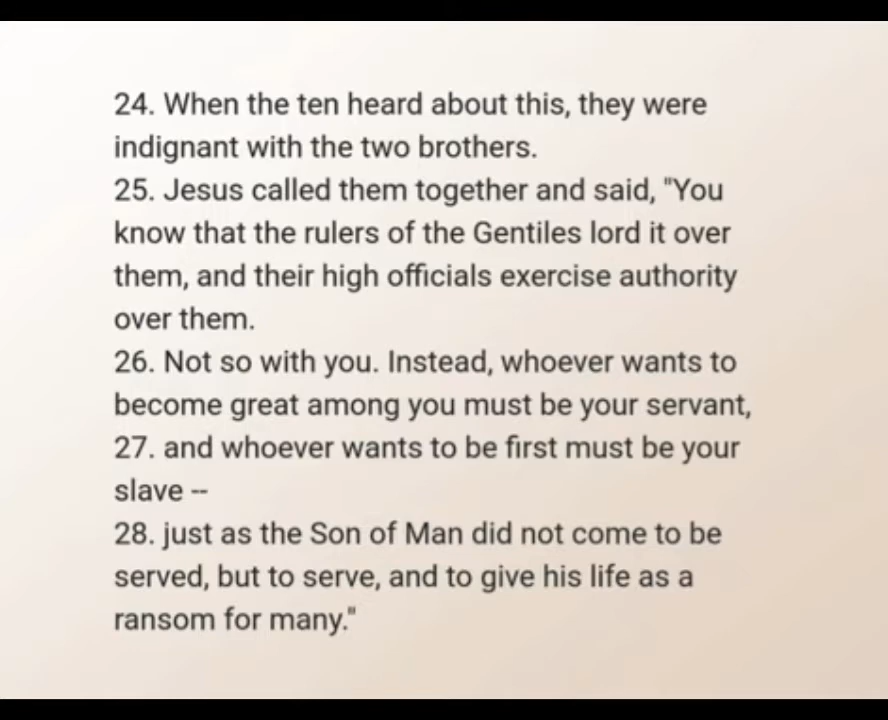 24. When the ten heard about this, they were
indignant with the two brothers.
25. Jesus called them together and said, "You
know that the rulers of the Gentiles lord it over
them, and their high officials exercise authority
over them.
26. Not so with you. Instead, whoever wants to
become great among you must be your servant,
27. and whoever wants to be first must be your
slave --
28. just as the Son of Man did not come to be
served, but to serve, and to give his life as a
ransom for many."